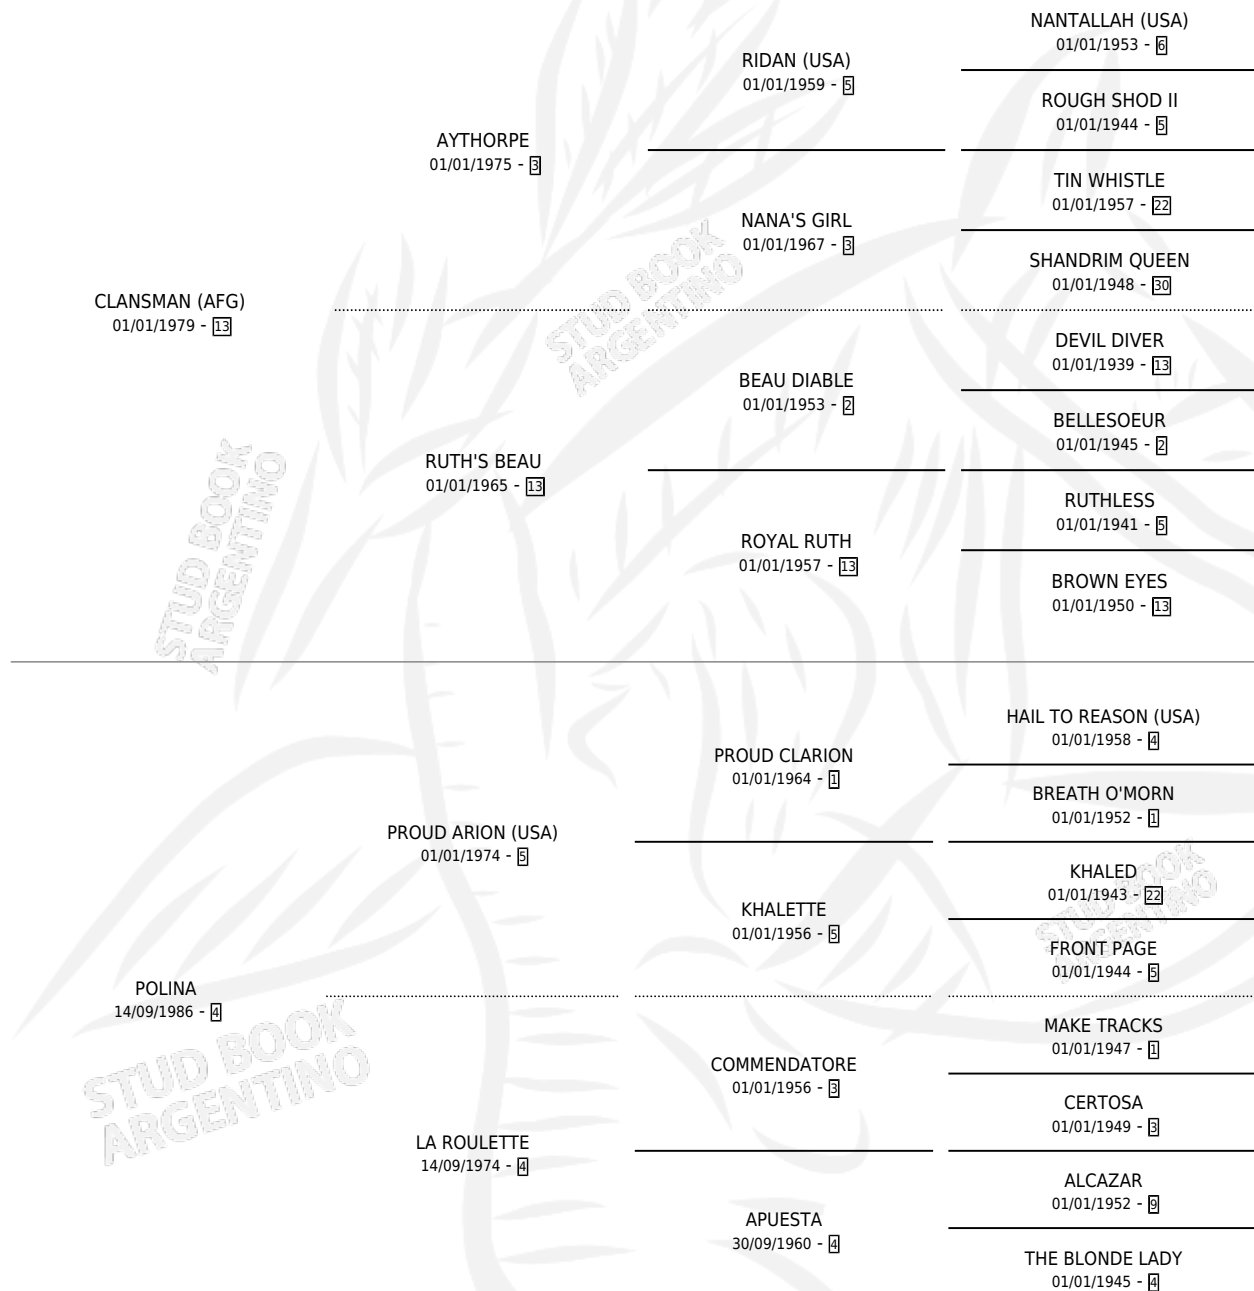 NANTALLAH (USA)
01/01/1953 - 6
RIDAN (USA)
01/01/1959 - 5
ROUGH SHOD II
01/01/1944 - 5
AYTHORPE
01/01/1975 - 3
TIN WHISTLE
01/01/1957 - 22
NANA'S GIRL
01/01/1967 - 3
SHANDRIM QUEEN
01/01/1948 - 30
CLANSMAN (AFG)
01/01/1979 - 13
DEVIL DIVER
01/01/1939 - 13
BEAU DIABLE
01/01/1953 - 2
BELLESOEUR
01/01/1945 - 2
RUTH'S BEAU
01/01/1965 - 13
RUTHLESS
01/01/1941 - 5
ROYAL RUTH
01/01/1957 - 13
BROWN EYES
01/01/1950 - 13
HAIL TO REASON (USA)
01/01/1958 - 4
PROUD CLARION
01/01/1964 - 1
BREATH O'MORN
01/01/1952 - 1
PROUD ARION (USA)
01/01/1974 - 5
KHALED
01/01/1943 - 22
KHALETTE
01/01/1956 - 5
FRONT PAGE
01/01/1944 - 5
POLINA
14/09/1986 - 4
MAKE TRACKS
01/01/1947 - 1
COMMENDATORE
01/01/1956 - 3
CERTOSA
01/01/1949 - 3
LA ROULETTE
14/09/1974 - 4
ALCAZAR
01/01/1952 - 9
APUESTA
30/09/1960 - 4
THE BLONDE LADY
01/01/1945 - 4
STUD BOOK
ARGENTINO
STUD BOOK
ARGENTINO
STUD BOOK
ARGENTINO
STUD BOOK
ARGENTINO